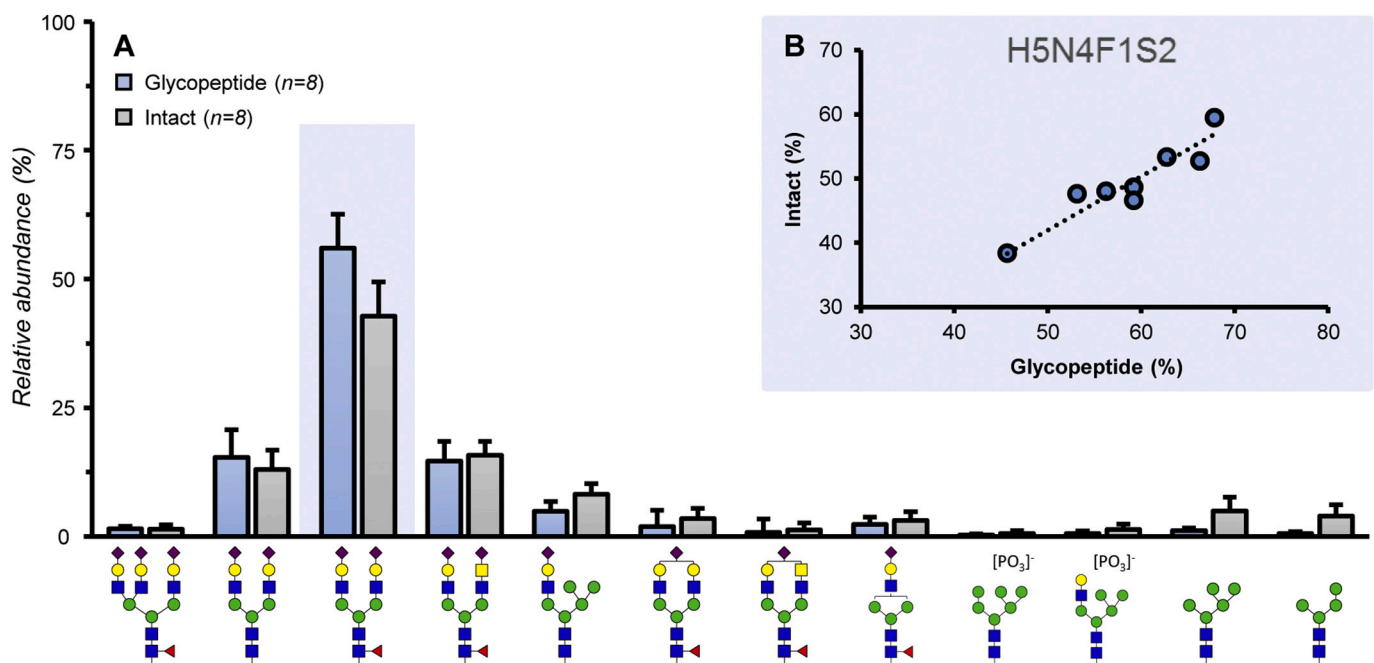 A
Glycopeptide (n=8)
Intact (n=8)
Relative abundance (%)
100
75
50
25
0
B
H5N4F1S2
Intact (%)
70
60
50
40
30
30 40 50 60 70 80
Glycopeptide (%)
[PO₃]⁻ [PO₃]⁻